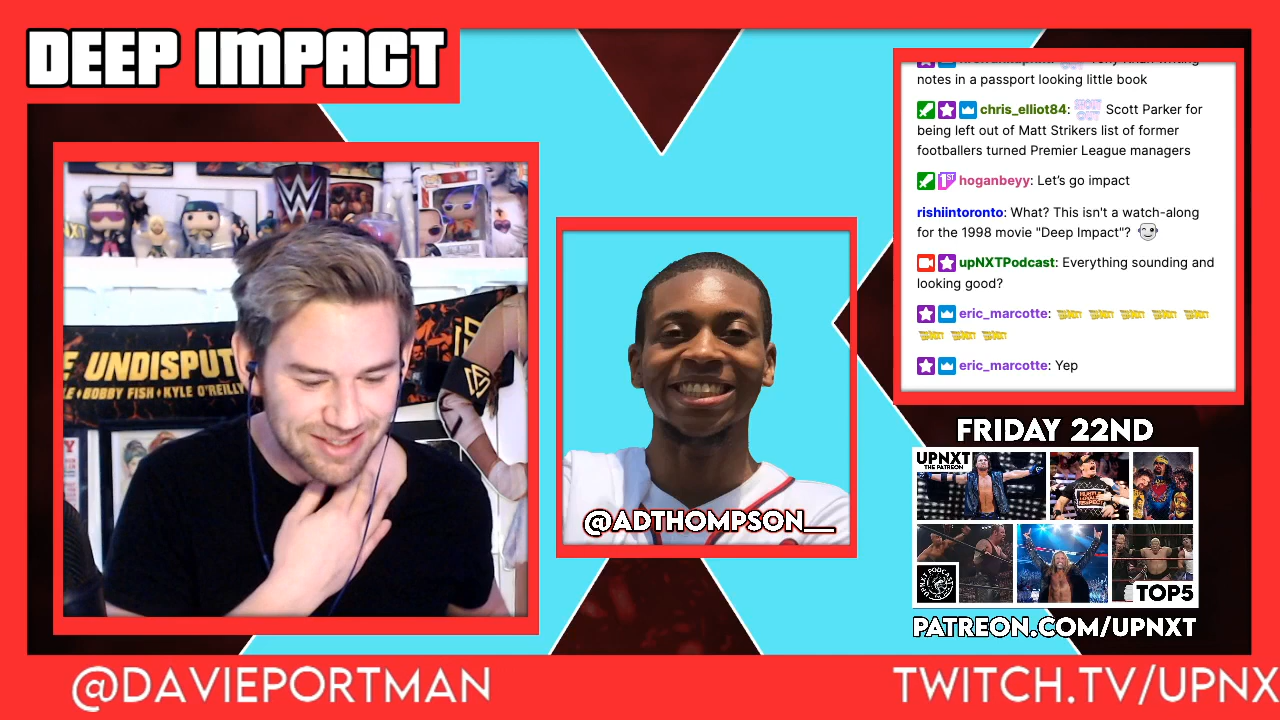 DEEP IMPACT
notes in a passport looking little book
chris_elliot84: Scott Parker for
being left out of Matt Strikers list of former
footballers turned Premier League managers
1ST hoganbeyy: Let's go impact
rishiintoronto: What? This isn't a watch-along
for the 1998 movie "Deep Impact"?
upNXTPodcast: Everything sounding and
looking good?
eric_marcotte:
eric_marcotte: Yep
E UNDISPUT
LE • BOBBY FISH • KYLE O'REILLY
@ADTHOMPSON__
FRIDAY 22ND
UPNXT
THE PATREON
TOP5
PATREON.COM/UPNXT
@DAVIEPORTMAN
TWITCH.TV/UPNX